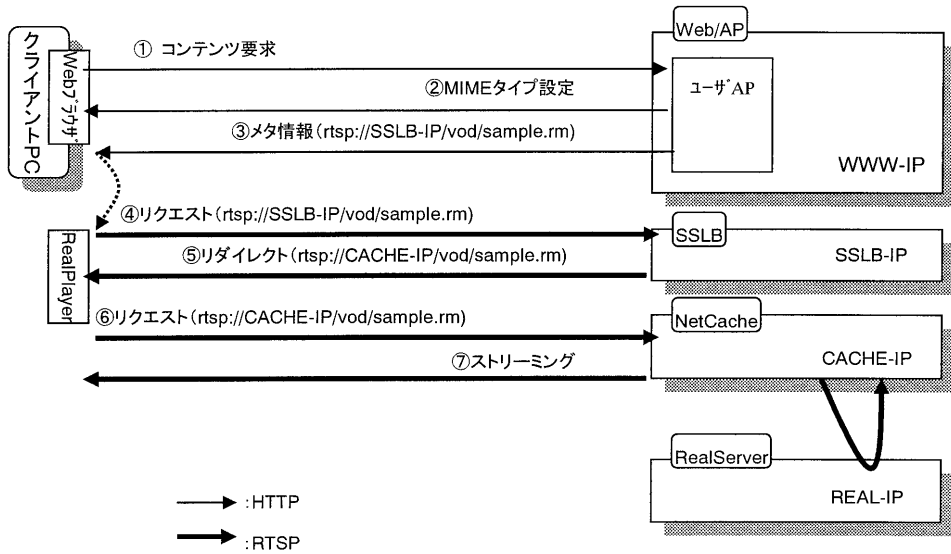 クライアントPC
Webブラウザ
① コンテンツ要求
②MIMEタイプ設定
③メタ情報(rtsp://SSLB-IP/vod/sample.rm)
Web/AP
ユーザAP
WWW-IP
④リクエスト(rtsp://SSLB-IP/vod/sample.rm)
SSLB
⑤リダイレクト(rtsp://CACHE-IP/vod/sample.rm)
SSLB-IP
RealPlayer
⑥リクエスト(rtsp://CACHE-IP/vod/sample.rm)
NetCache
⑦ストリーミング
CACHE-IP
RealServer
REAL-IP
:HTTP
:RTSP